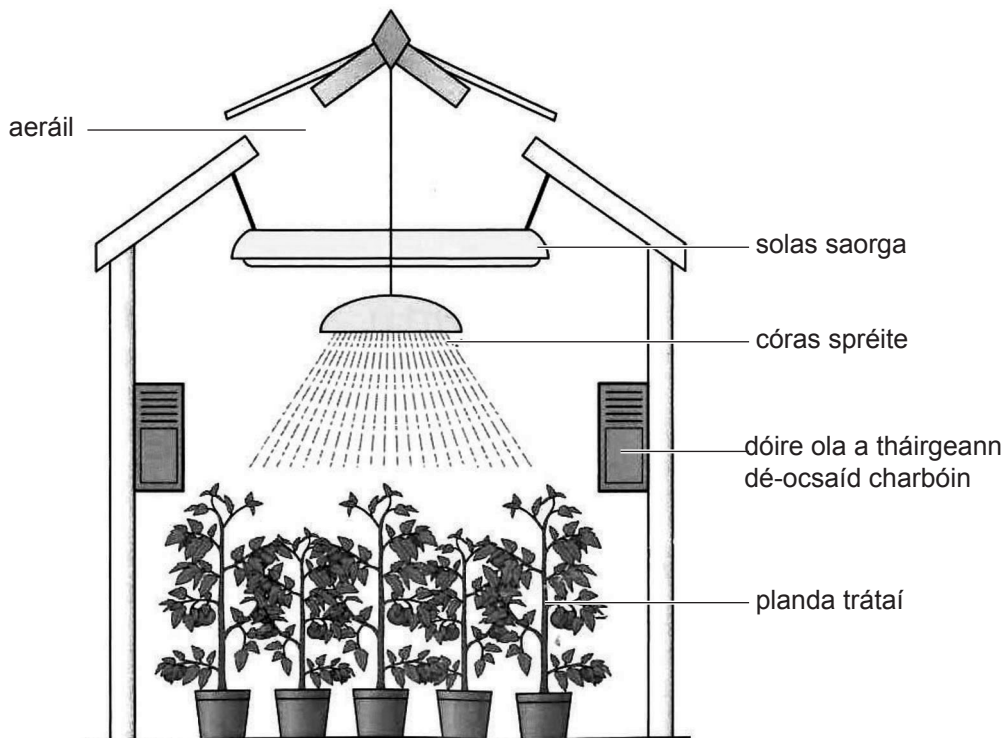 aeráil
solas saorga
córas spréite
dóire ola a tháirgeann
dé-ocsaíd charbóin
planda trátaí